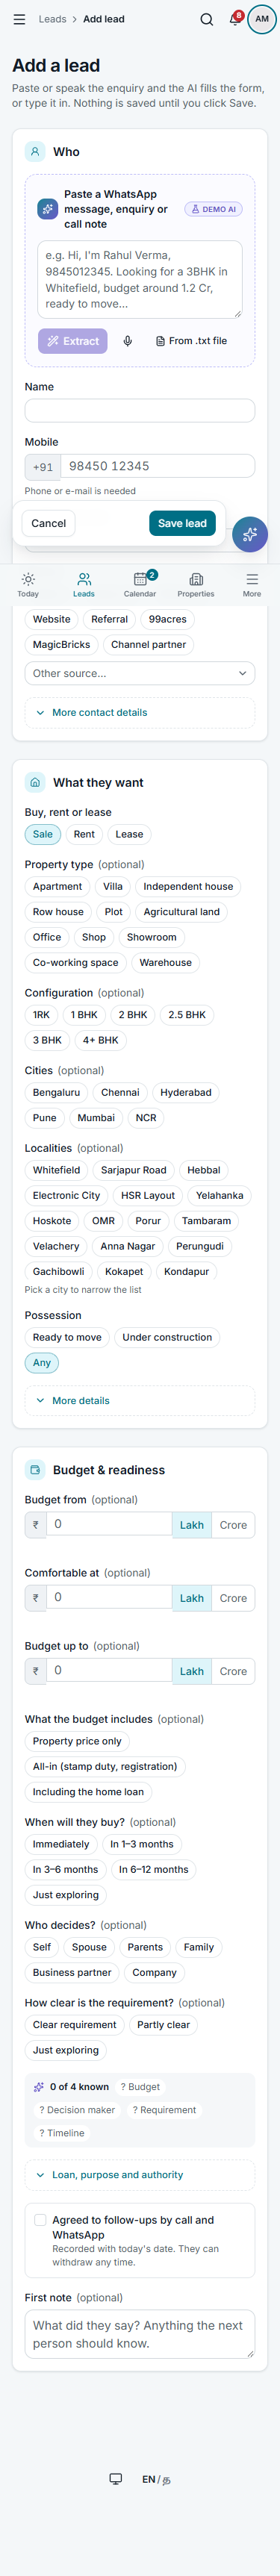 Leads > Add lead
8
AM
Add a lead
Paste or speak the enquiry and the AI fills the form,
or type it in. Nothing is saved until you click Save.
Who
Paste a WhatsApp
message, enquiry or
call note
DEMO AI
e.g. Hi, I'm Rahul Verma,
9845012345. Looking for a 3BHK in
Whitefield, budget around 1.2 Cr,
ready to move...
Extract
From .txt file
Name
Mobile
+91 98450 12345
Phone or e-mail is needed
Cancel Save lead
Today Leads Calendar 2 Properties More
Website Referral 99acres
MagicBricks Channel partner
Other source...
More contact details
What they want
Buy, rent or lease
Sale Rent Lease
Property type (optional)
Apartment Villa Independent house
Row house Plot Agricultural land
Office Shop Showroom
Co-working space Warehouse
Configuration (optional)
1RK 1 BHK 2 BHK 2.5 BHK
3 BHK 4+ BHK
Cities (optional)
Bengaluru Chennai Hyderabad
Pune Mumbai NCR
Localities (optional)
Whitefield Sarjapur Road Hebbal
Electronic City HSR Layout Yelahanka
Hoskote OMR Porur Tambaram
Velachery Anna Nagar Perungudi
Gachibowli Kokapet Kondapur
Pick a city to narrow the list
Possession
Ready to move Under construction
Any
More details
Budget & readiness
Budget from (optional)
₹ 0 Lakh Crore
Comfortable at (optional)
₹ 0 Lakh Crore
Budget up to (optional)
₹ 0 Lakh Crore
What the budget includes (optional)
Property price only
All-in (stamp duty, registration)
Including the home loan
When will they buy? (optional)
Immediately In 1–3 months
In 3–6 months In 6–12 months
Just exploring
Who decides? (optional)
Self Spouse Parents Family
Business partner Company
How clear is the requirement? (optional)
Clear requirement Partly clear
Just exploring
0 of 4 known ? Budget
? Decision maker ? Requirement
? Timeline
Loan, purpose and authority
Agreed to follow-ups by call and
WhatsApp
Recorded with today's date. They can
withdraw any time.
First note (optional)
What did they say? Anything the next
person should know.
EN / த